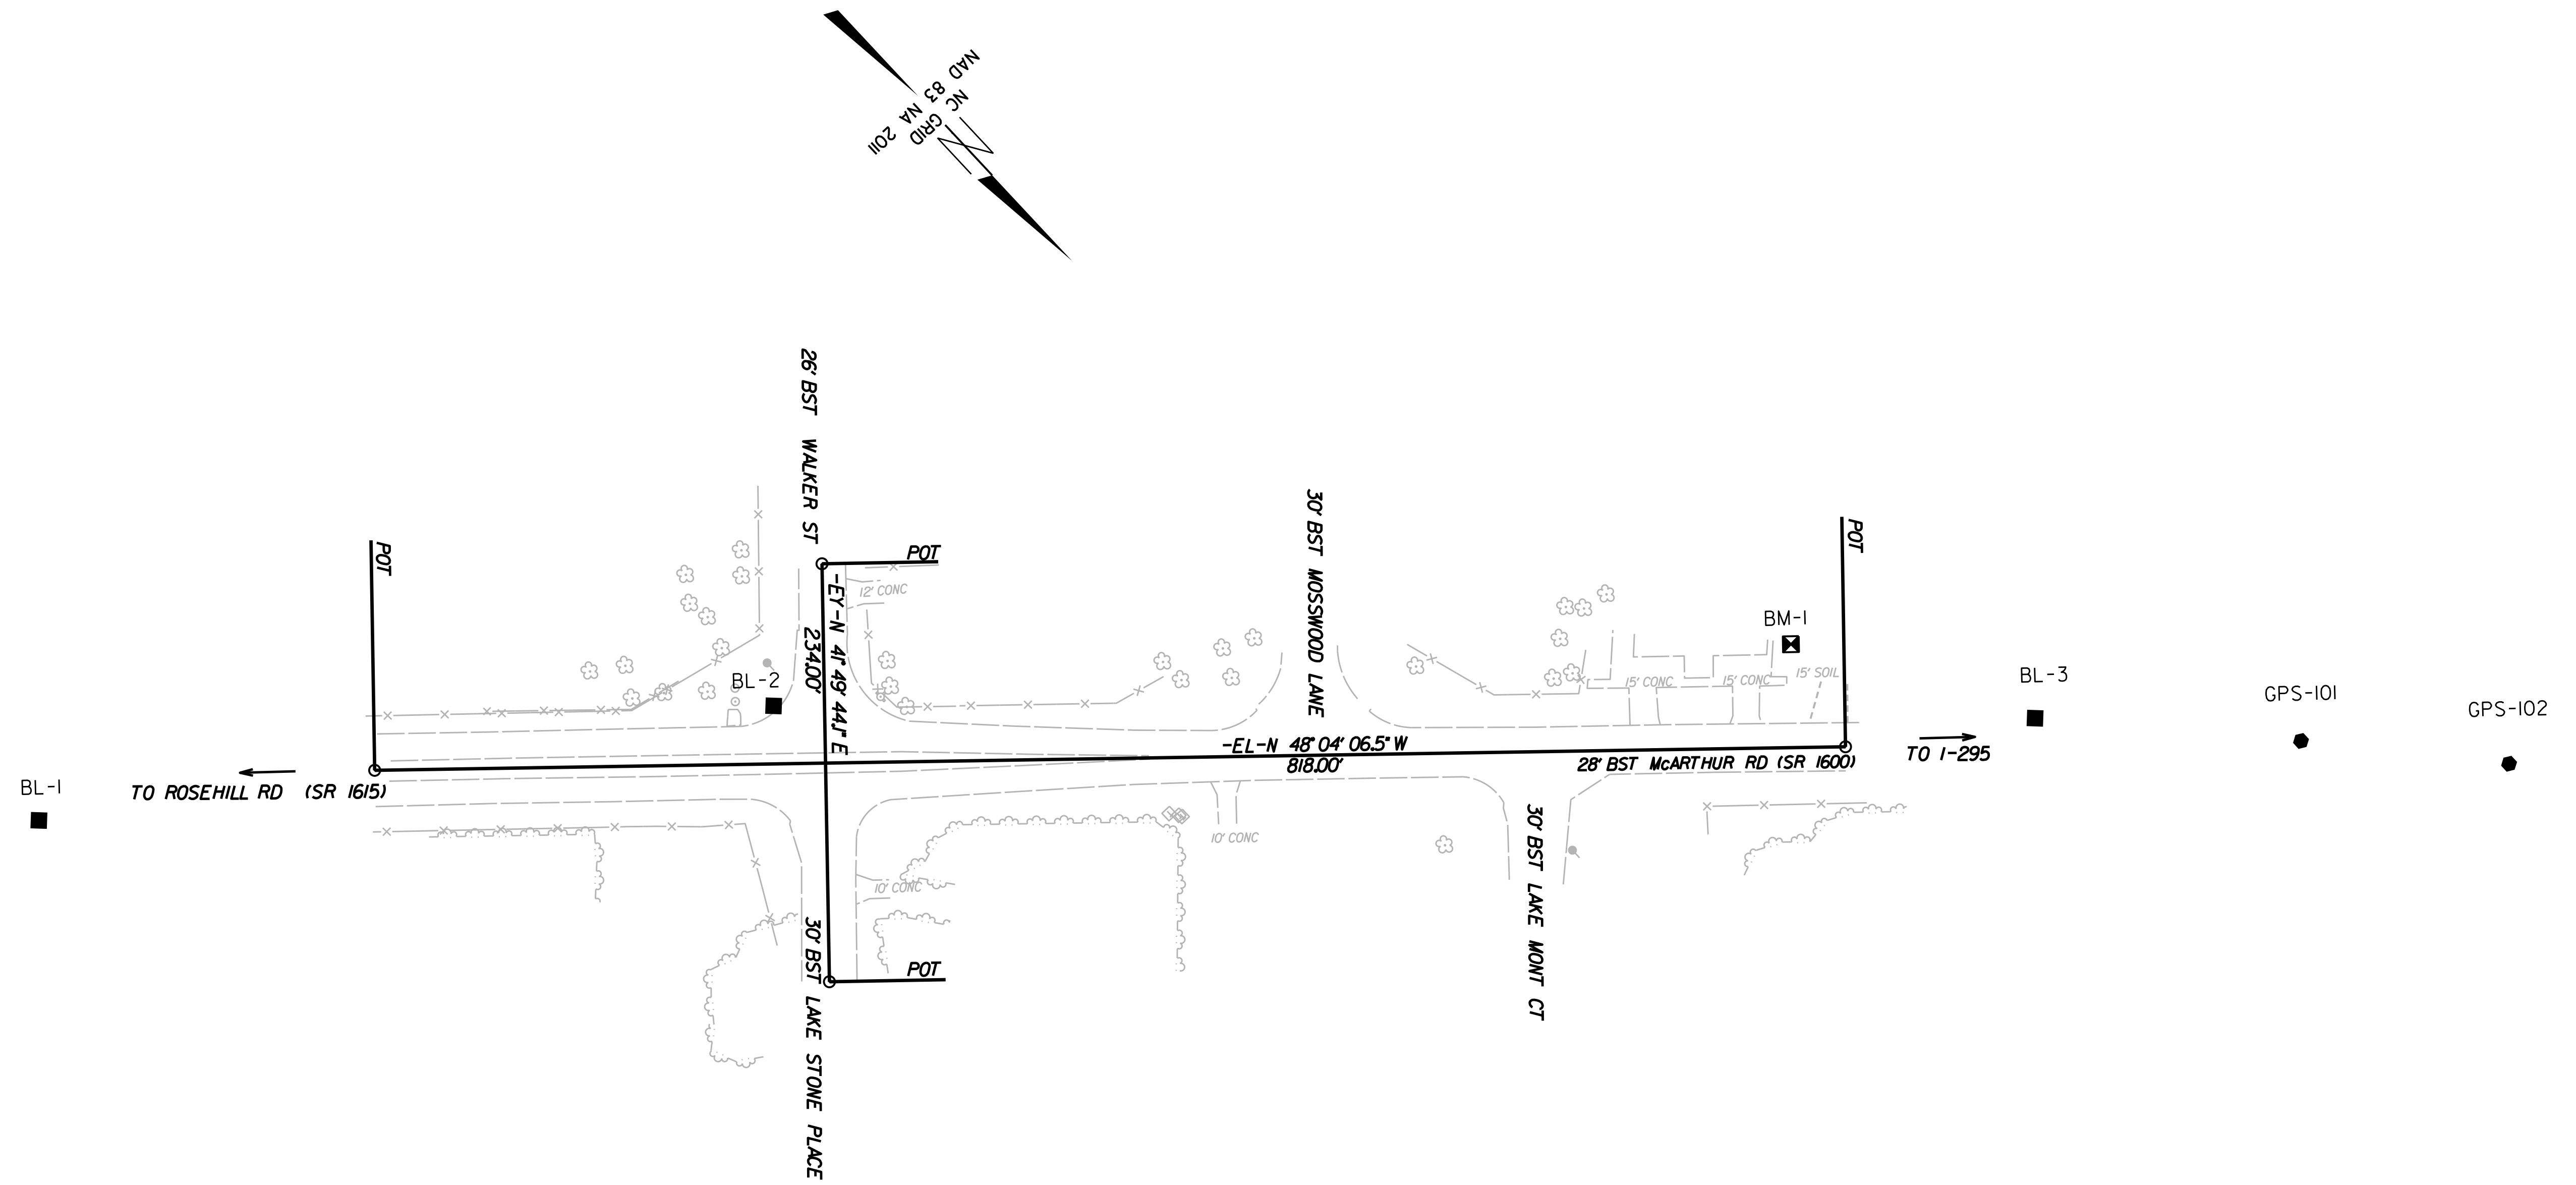 NAD 83 NA 2011
NC GRID
N
26' BST WALKER ST
30' BST MOSSWOOD LANE
POT
POT
POT
-EY-N 41° 49' 44.1" E
234.00'
12' CONC
BM-1
BL-2
15' CONC
15' CONC
15' SOIL
BL-3
GPS-101
GPS-102
-EL-N 48° 04' 06.5" W
818.00'
28' BST McARTHUR RD (SR 1600)
TO I-295
BL-1
TO ROSEHILL RD (SR 1615)
10' CONC
10' CONC
30' BST LAKE MONT CT
30' BST LAKE STONE PLACE
POT